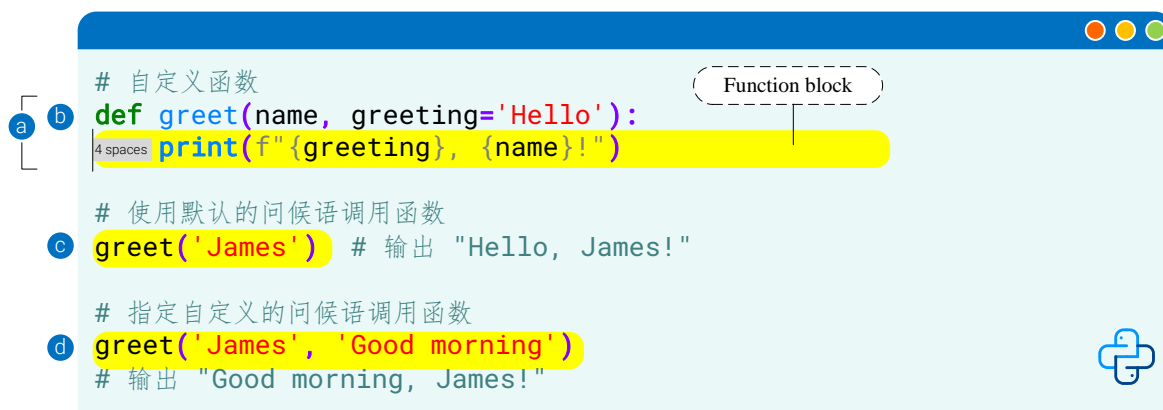 # 自定义函数
Function block
a
b def greet(name, greeting='Hello'):
4 spaces print(f"{greeting}, {name}!")
# 使用默认的问候语调用函数
c greet('James') # 输出 "Hello, James!"
# 指定自定义的问候语调用函数
d greet('James', 'Good morning')
# 输出 "Good morning, James!"